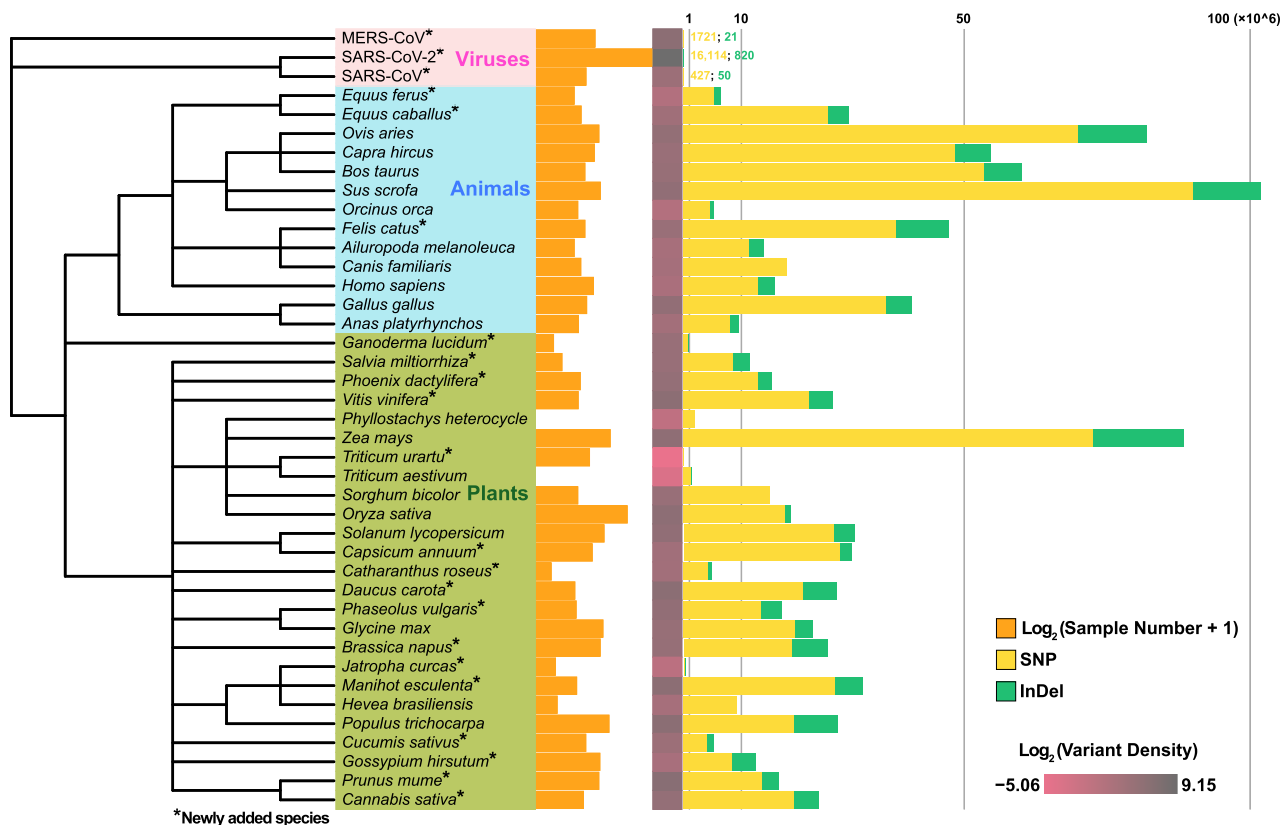 1 10 50 100 (×10^6)
MERS-CoV* 1721; 21
SARS-CoV-2* Viruses 16,114; 820
SARS-CoV* 427; 50
Equus ferus*
Equus caballus*
Ovis aries
Capra hircus
Bos taurus
Sus scrofa Animals
Orcinus orca
Felis catus*
Ailuropoda melanoleuca
Canis familiaris
Homo sapiens
Gallus gallus
Anas platyrhynchos
Ganoderma lucidum*
Salvia miltiorrhiza*
Phoenix dactylifera*
Vitis vinifera*
Phyllostachys heterocycle
Zea mays
Triticum urartu*
Triticum aestivum
Sorghum bicolor Plants
Oryza sativa
Solanum lycopersicum
Capsicum annuum*
Catharanthus roseus*
Daucus carota*
Phaseolus vulgaris*
Glycine max
Brassica napus*
Jatropha curcas*
Manihot esculenta*
Hevea brasiliensis
Populus trichocarpa
Cucumis sativus*
Gossypium hirsutum*
Prunus mume*
Cannabis sativa*
*Newly added species
Log2(Sample Number + 1)
SNP
InDel
Log2(Variant Density)
−5.06 9.15